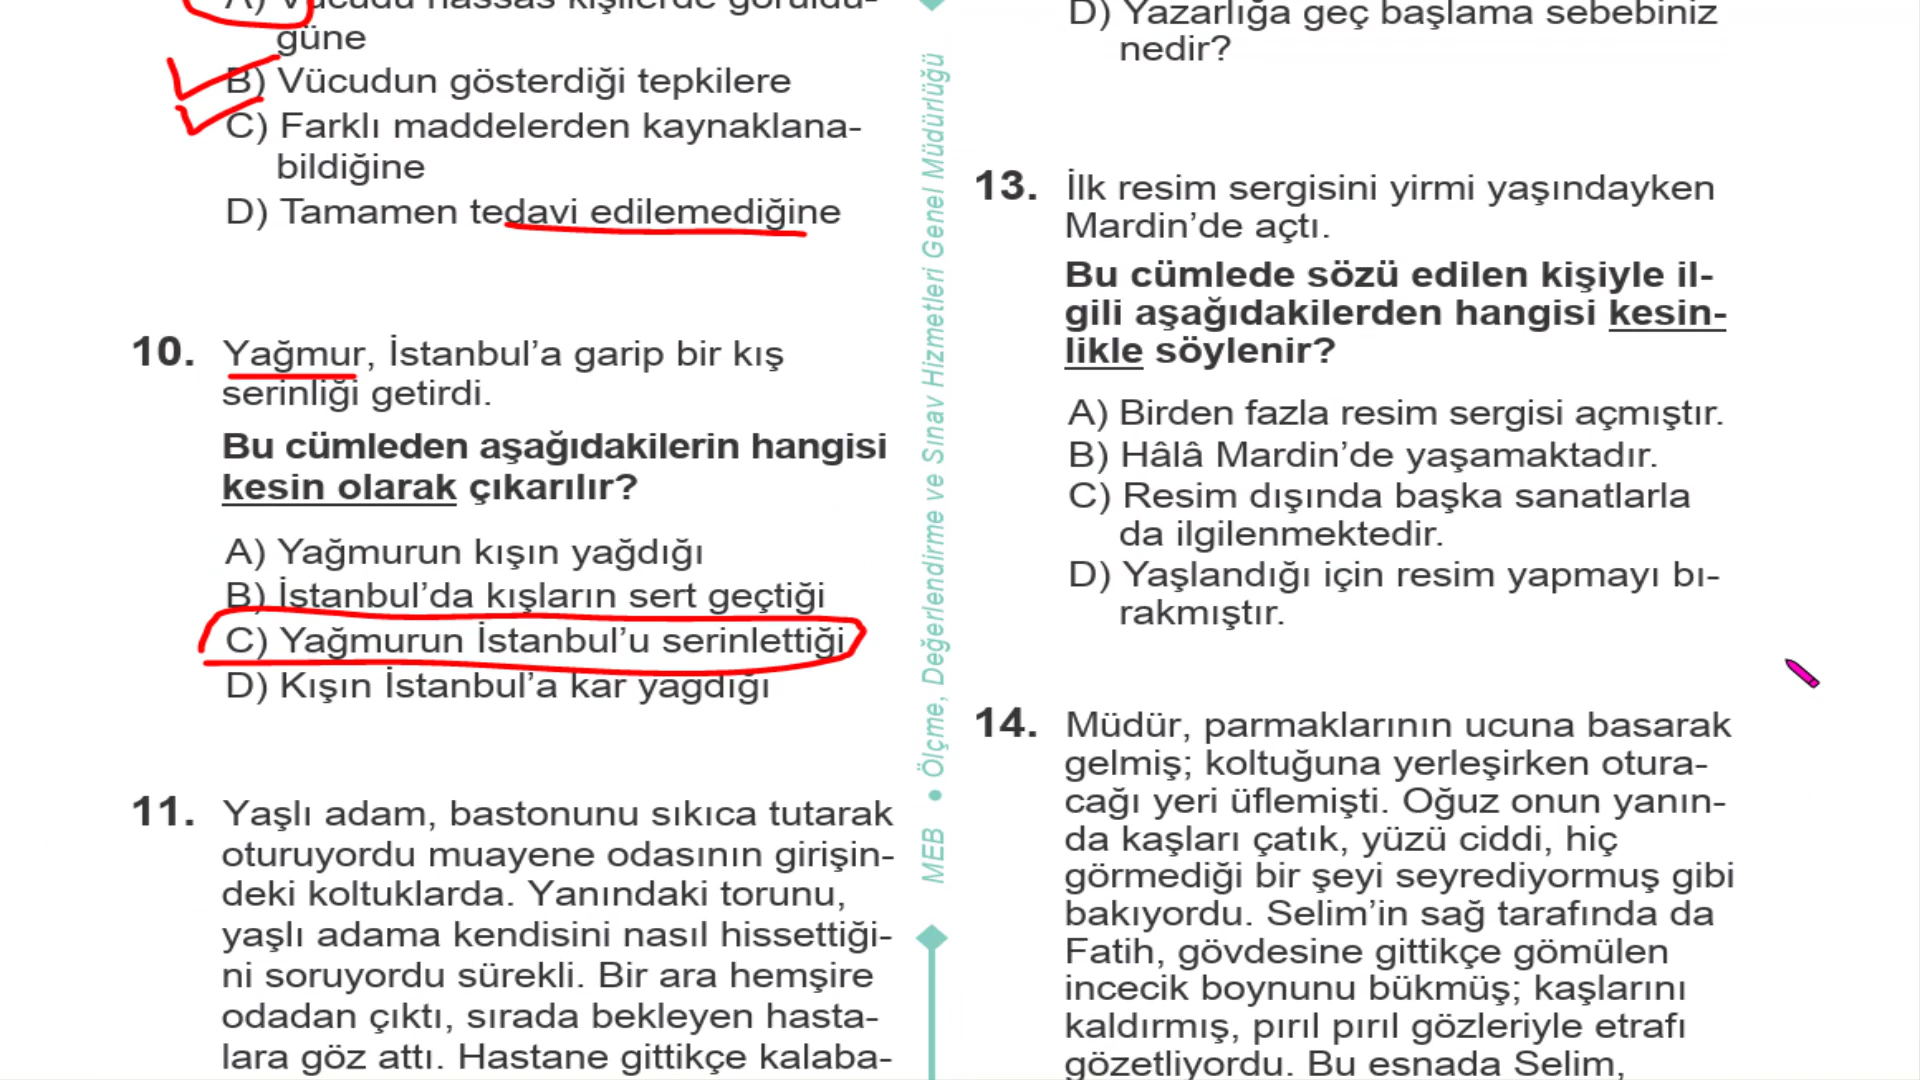 A) Vücudu hassas kişilerde görüldü-
ğüne
B) Vücudun gösterdiği tepkilere
C) Farklı maddelerden kaynaklana-
bildiğine
D) Tamamen tedavi edilemediğine
10. Yağmur, İstanbul’a garip bir kış
serinliği getirdi.
Bu cümleden aşağıdakilerin hangisi
kesin olarak çıkarılır?
A) Yağmurun kışın yağdığı
B) İstanbul’da kışların sert geçtiği
C) Yağmurun İstanbul’u serinlettiği
D) Kışın İstanbul’a kar yağdığı
11. Yaşlı adam, bastonunu sıkıca tutarak
oturuyordu muayene odasının girişin-
deki koltuklarda. Yanındaki torunu,
yaşlı adama kendisini nasıl hissettiği-
ni soruyordu sürekli. Bir ara hemşire
odadan çıktı, sırada bekleyen hasta-
lara göz attı. Hastane gittikçe kalaba-
MEB • Ölçme, Değerlendirme ve Sınav Hizmetleri Genel Müdürlüğü
D) Yazarlığa geç başlama sebebiniz
nedir?
13. İlk resim sergisini yirmi yaşındayken
Mardin’de açtı.
Bu cümlede sözü edilen kişiyle il-
gili aşağıdakilerden hangisi kesin-
likle söylenir?
A) Birden fazla resim sergisi açmıştır.
B) Hâlâ Mardin’de yaşamaktadır.
C) Resim dışında başka sanatlarla
da ilgilenmektedir.
D) Yaşlandığı için resim yapmayı bı-
rakmıştır.
14. Müdür, parmaklarının ucuna basarak
gelmiş; koltuğuna yerleşirken otura-
cağı yeri üflemişti. Oğuz onun yanın-
da kaşları çatık, yüzü ciddi, hiç
görmediği bir şeyi seyrediyormuş gibi
bakıyordu. Selim’in sağ tarafında da
Fatih, gövdesine gittikçe gömülen
incecik boynunu bükmüş; kaşlarını
kaldırmış, pırıl pırıl gözleriyle etrafı
gözetliyordu. Bu esnada Selim,